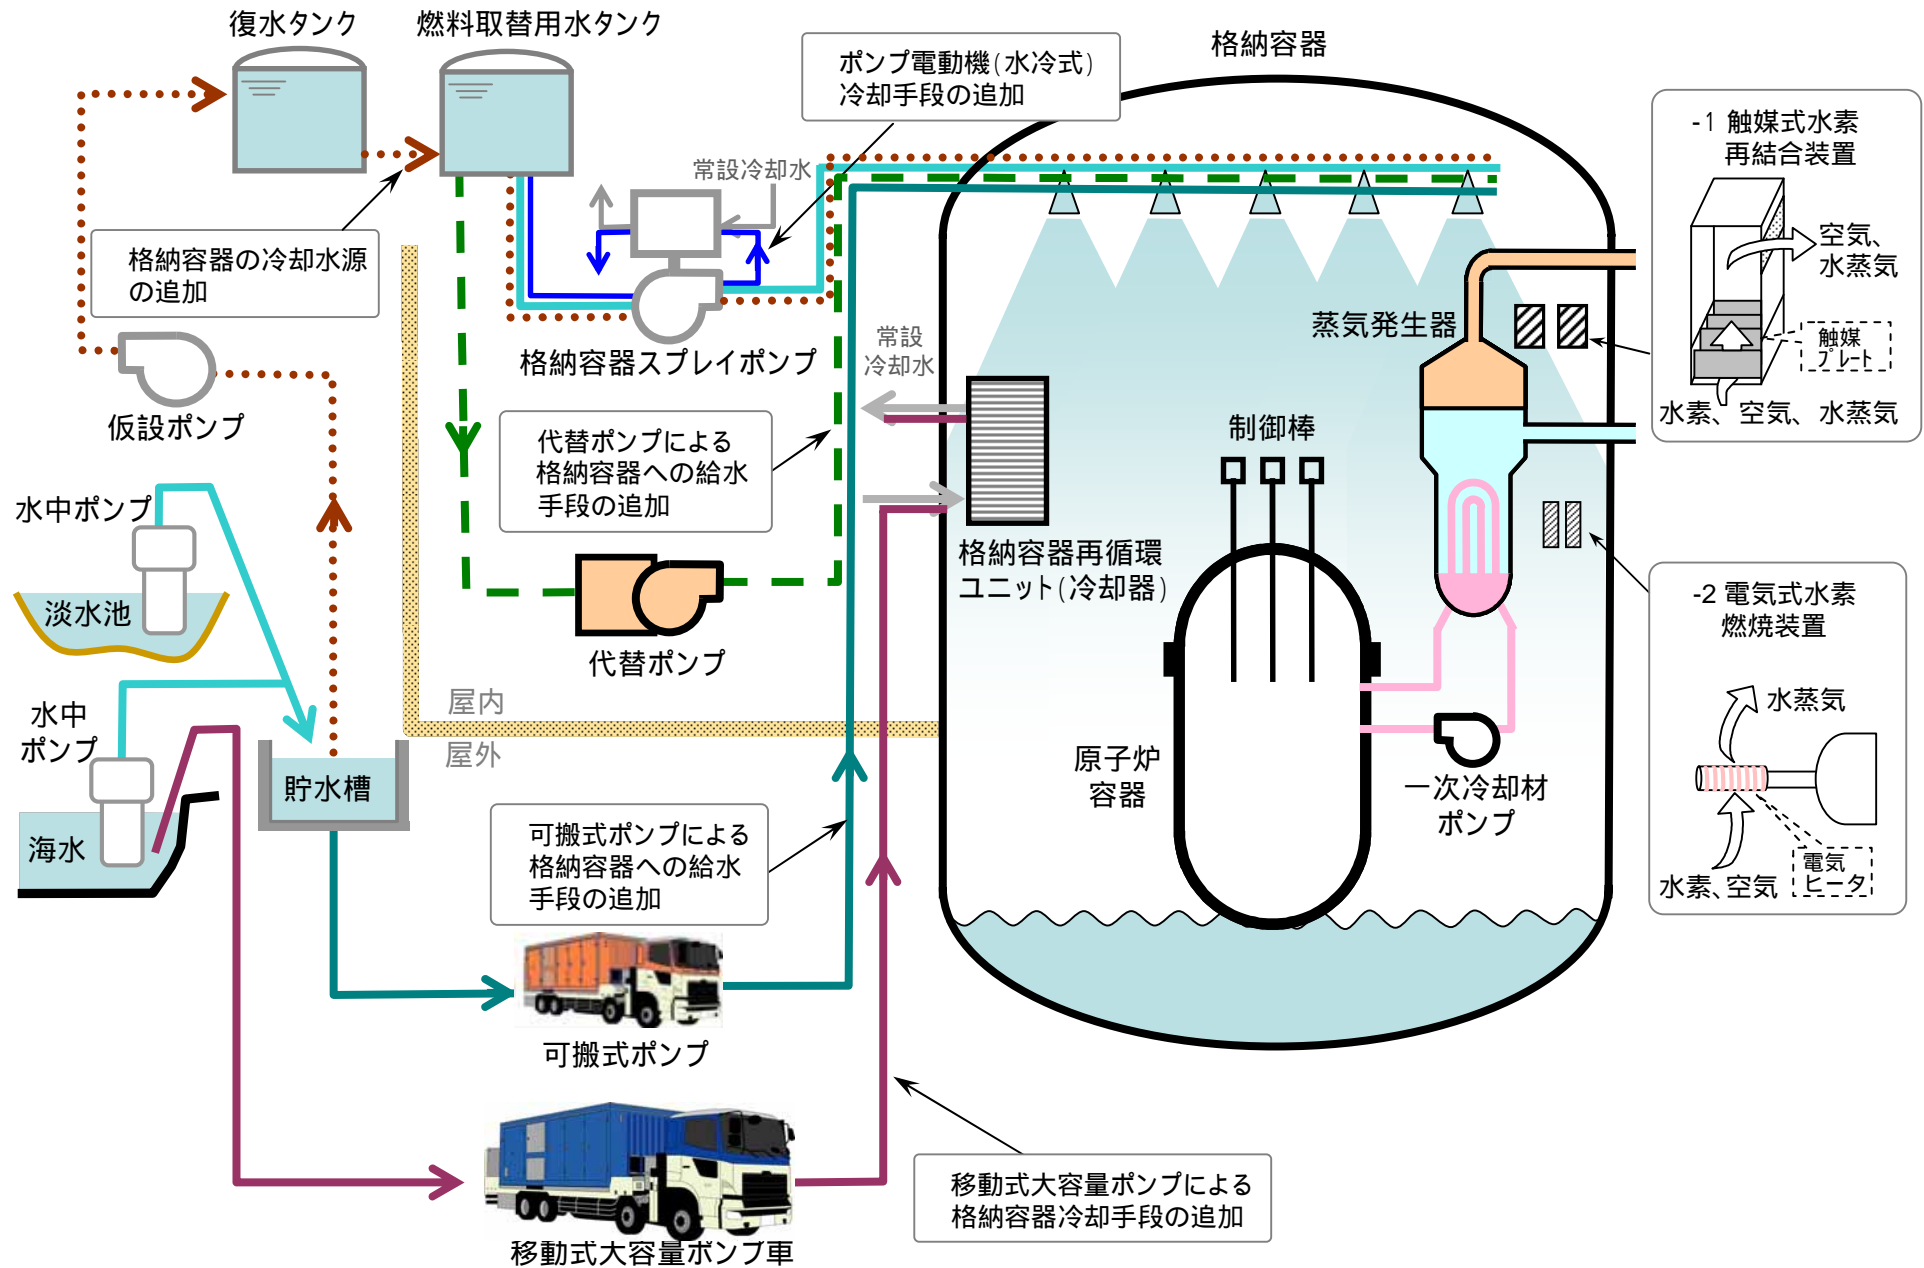 復水タンク
燃料取替用水タンク
ポンプ電動機(水冷式)
冷却手段の追加
格納容器
-1 触媒式水素
再結合装置
空気、
水蒸気
触媒
プレート
水素、空気、水蒸気
常設冷却水
格納容器の冷却水源
の追加
格納容器スプレイポンプ
仮設ポンプ
常設
冷却水
蒸気発生器
代替ポンプによる
格納容器への給水
手段の追加
制御棒
水中ポンプ
淡水池
格納容器再循環
ユニット(冷却器)
代替ポンプ
-2 電気式水素
燃焼装置
水蒸気
電気
ヒータ
水素、空気
屋内
屋外
水中
ポンプ
貯水槽
海水
原子炉
容器
一次冷却材
ポンプ
可搬式ポンプによる
格納容器への給水
手段の追加
可搬式ポンプ
移動式大容量ポンプによる
格納容器冷却手段の追加
移動式大容量ポンプ車